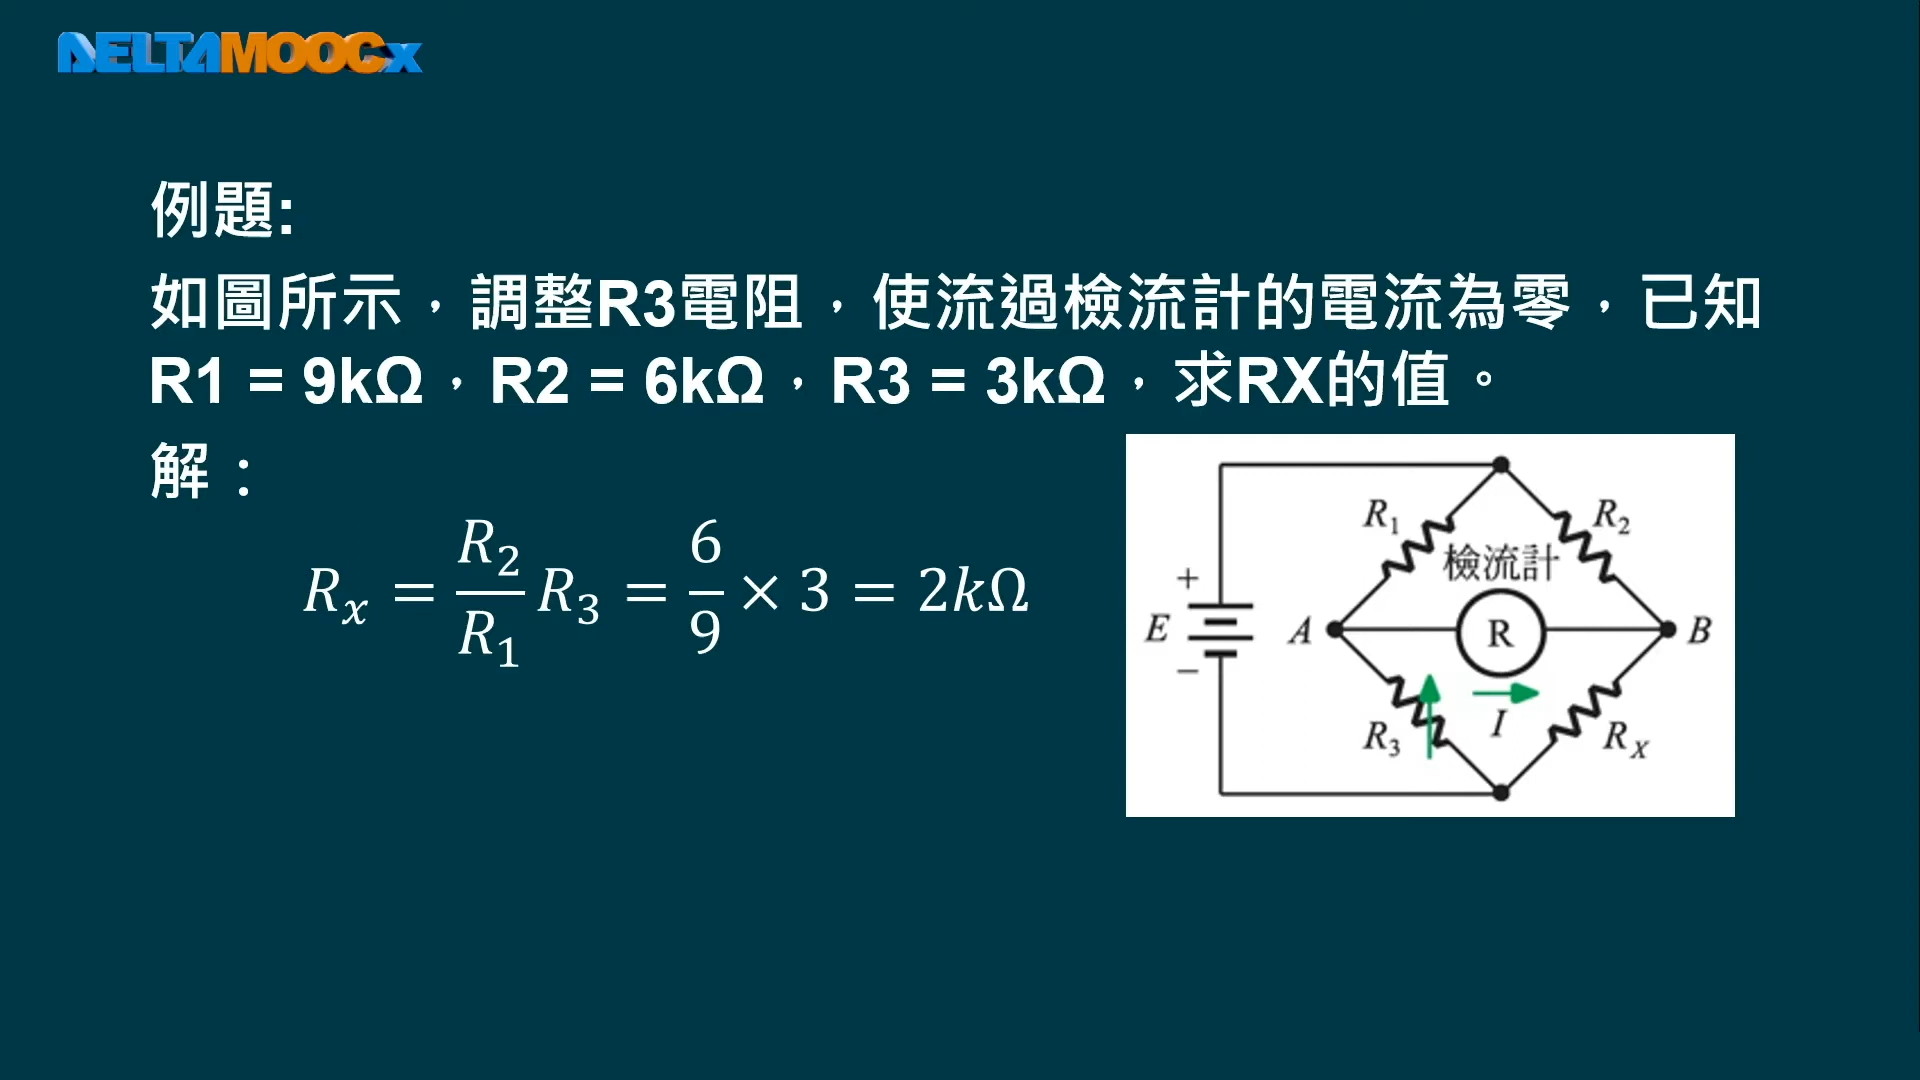 DELTAMOOCx
例題:
如圖所示，調整R3電阻，使流過檢流計的電流為零，已知
R1 = 9kΩ，R2 = 6kΩ，R3 = 3kΩ，求RX的值。
解：
Rₓ = R₂/R₁ R₃ = 6/9 × 3 = 2kΩ
R₁
R₂
檢流計
+
E
A
R
B
−
R₃
I
R_X